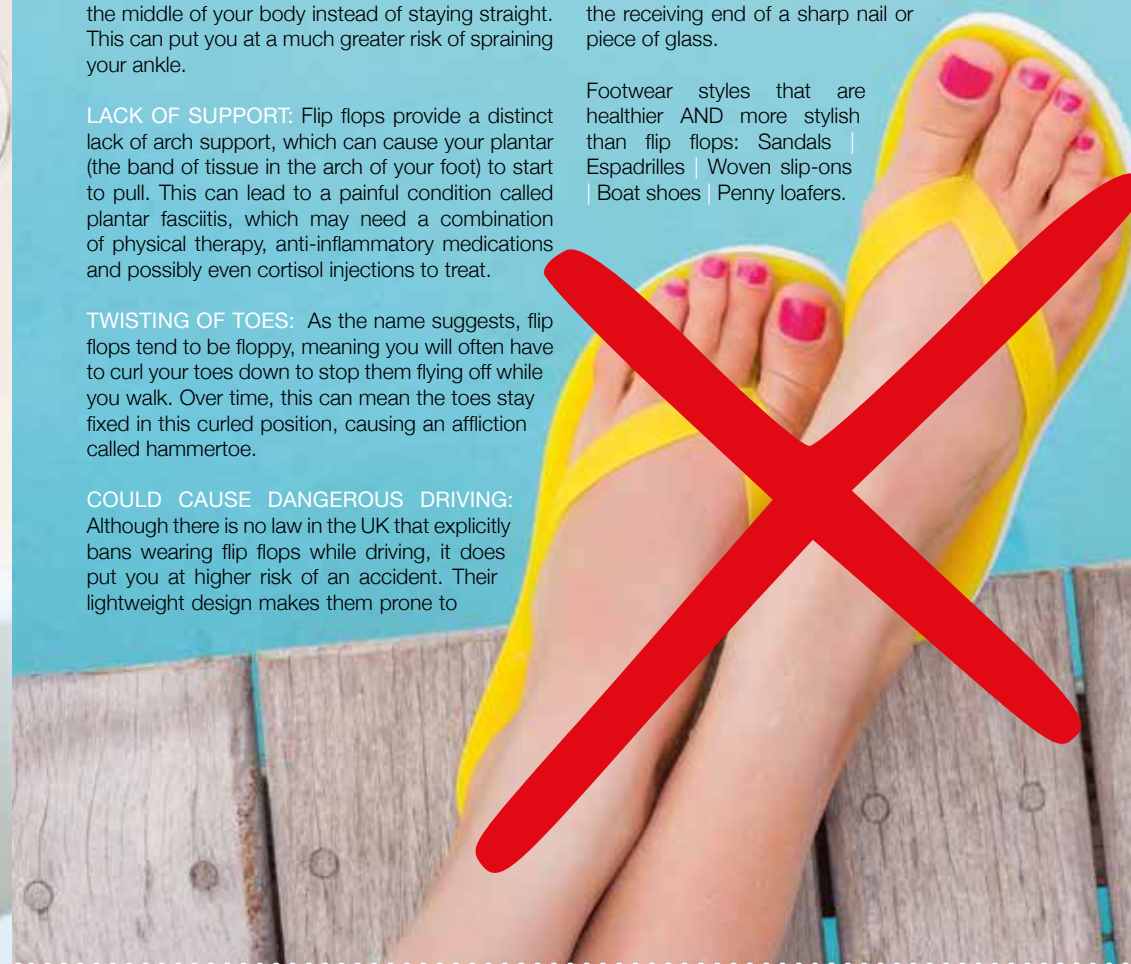 the middle of your body instead of staying straight.
This can put you at a much greater risk of spraining
your ankle.
LACK OF SUPPORT: Flip flops provide a distinct
lack of arch support, which can cause your plantar
(the band of tissue in the arch of your foot) to start
to pull. This can lead to a painful condition called
plantar fasciitis, which may need a combination
of physical therapy, anti-inflammatory medications
and possibly even cortisol injections to treat.
TWISTING OF TOES: As the name suggests, flip
flops tend to be floppy, meaning you will often have
to curl your toes down to stop them flying off while
you walk. Over time, this can mean the toes stay
fixed in this curled position, causing an affliction
called hammertoe.
COULD CAUSE DANGEROUS DRIVING:
Although there is no law in the UK that explicitly
bans wearing flip flops while driving, it does
put you at higher risk of an accident. Their
lightweight design makes them prone to
the receiving end of a sharp nail or
piece of glass.
Footwear styles that are
healthier AND more stylish
than flip flops: Sandals |
Espadrilles | Woven slip-ons
| Boat shoes | Penny loafers.